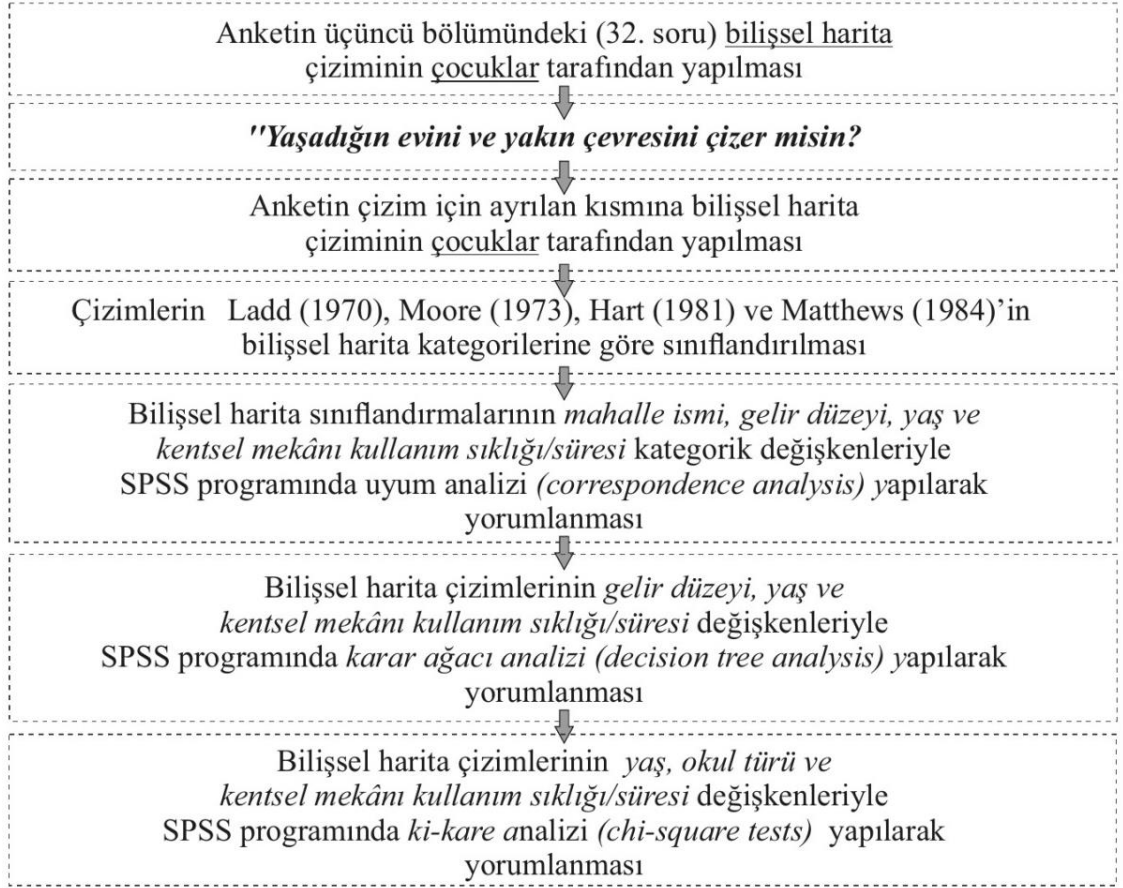 Anketin üçüncü bölümündeki (32. soru) bilişsel harita
çiziminin çocuklar tarafından yapılması
"Yaşadığın evini ve yakın çevresini çizer misin?
Anketin çizim için ayrılan kısmına bilişsel harita
çiziminin çocuklar tarafından yapılması
Çizimlerin Ladd (1970), Moore (1973), Hart (1981) ve Matthews (1984)’in
bilişsel harita kategorilerine göre sınıflandırılması
Bilişsel harita sınıflandırmalarının mahalle ismi, gelir düzeyi, yaş ve
kentsel mekânı kullanım sıklığı/süresi kategorik değişkenleriyle
SPSS programında uyum analizi (correspondence analysis) yapılarak
yorumlanması
Bilişsel harita çizimlerinin gelir düzeyi, yaş ve
kentsel mekânı kullanım sıklığı/süresi değişkenleriyle
SPSS programında karar ağacı analizi (decision tree analysis) yapılarak
yorumlanması
Bilişsel harita çizimlerinin yaş, okul türü ve
kentsel mekânı kullanım sıklığı/süresi değişkenleriyle
SPSS programında ki-kare analizi (chi-square tests) yapılarak
yorumlanması